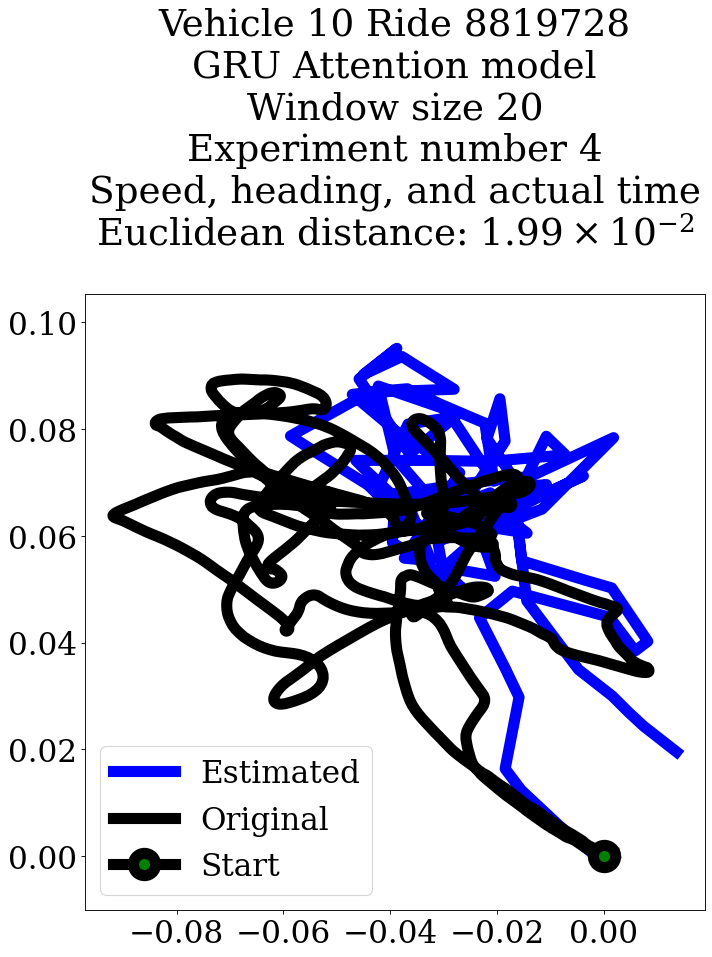 Vehicle 10 Ride 8819728
GRU Attention model
Window size 20
Experiment number 4
Speed, heading, and actual time
Euclidean distance: 1.99 × 10⁻²
0.10
0.08
0.06
0.04
0.02
0.00
Estimated
Original
Start
−0.08 −0.06 −0.04 −0.02 0.00